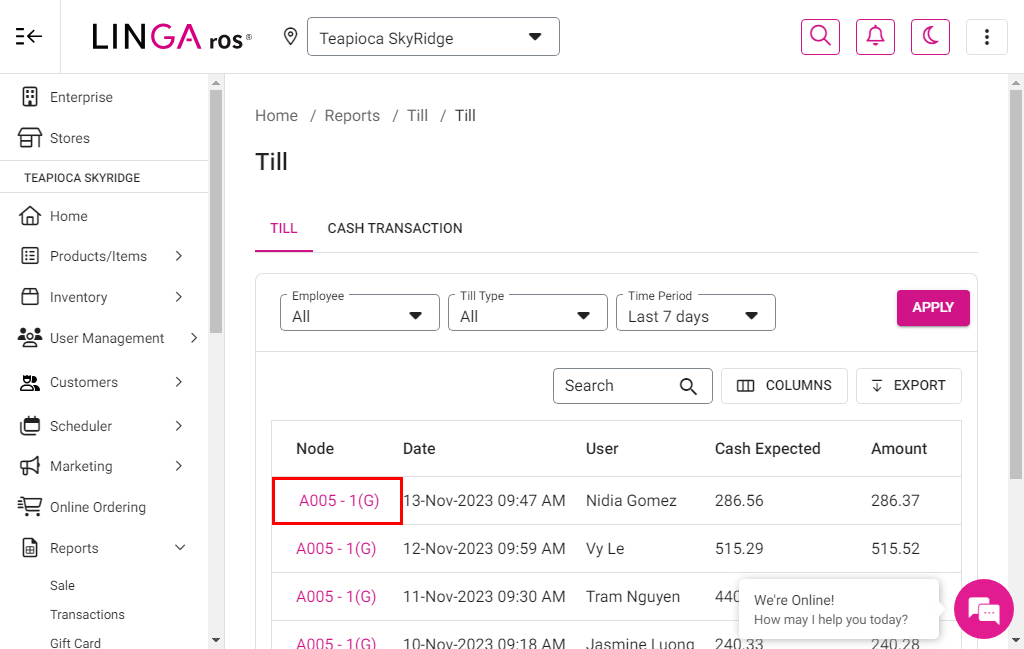 LINGA ros®
Teapioca SkyRidge
Enterprise
Stores
TEAPIOCA SKYRIDGE
Home
Products/Items
Inventory
User Management
Customers
Scheduler
Marketing
Online Ordering
Reports
Sale
Transactions
Gift Card
Home / Reports / Till / Till
Till
TILL CASH TRANSACTION
Employee Till Type Time Period
All All Last 7 days APPLY
Search COLUMNS EXPORT
Node Date User Cash Expected Amount
A005 - 1(G) 13-Nov-2023 09:47 AM Nidia Gomez 286.56 286.37
A005 - 1(G) 12-Nov-2023 09:59 AM Vy Le 515.29 515.52
A005 - 1(G) 11-Nov-2023 09:30 AM Tram Nguyen
A005 - 1(G) 10-Nov-2023 09:18 AM Jasmine Luong 240.33 240.28
We're Online!
How may I help you today?